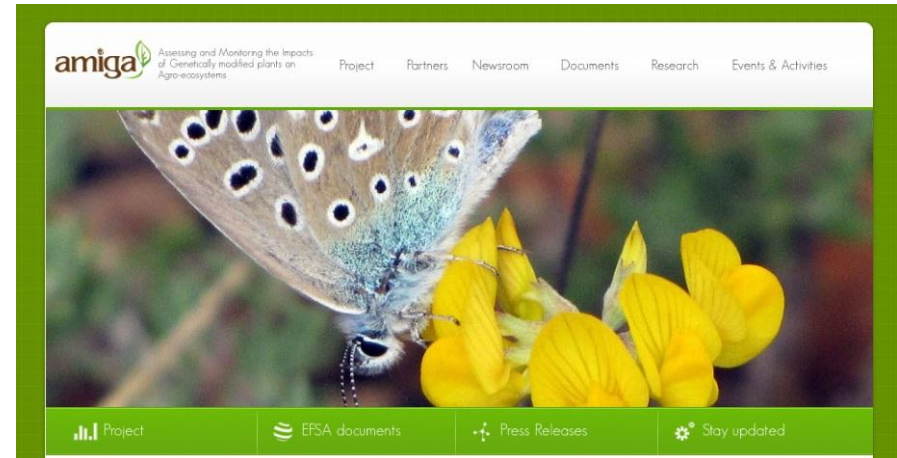 amiga
Assessing and Monitoring the Impacts
of Genetically modified plants on
Agro-ecosystems
Project Partners Newsroom Documents Research Events & Activities
Project EFSA documents Press Releases Stay updated